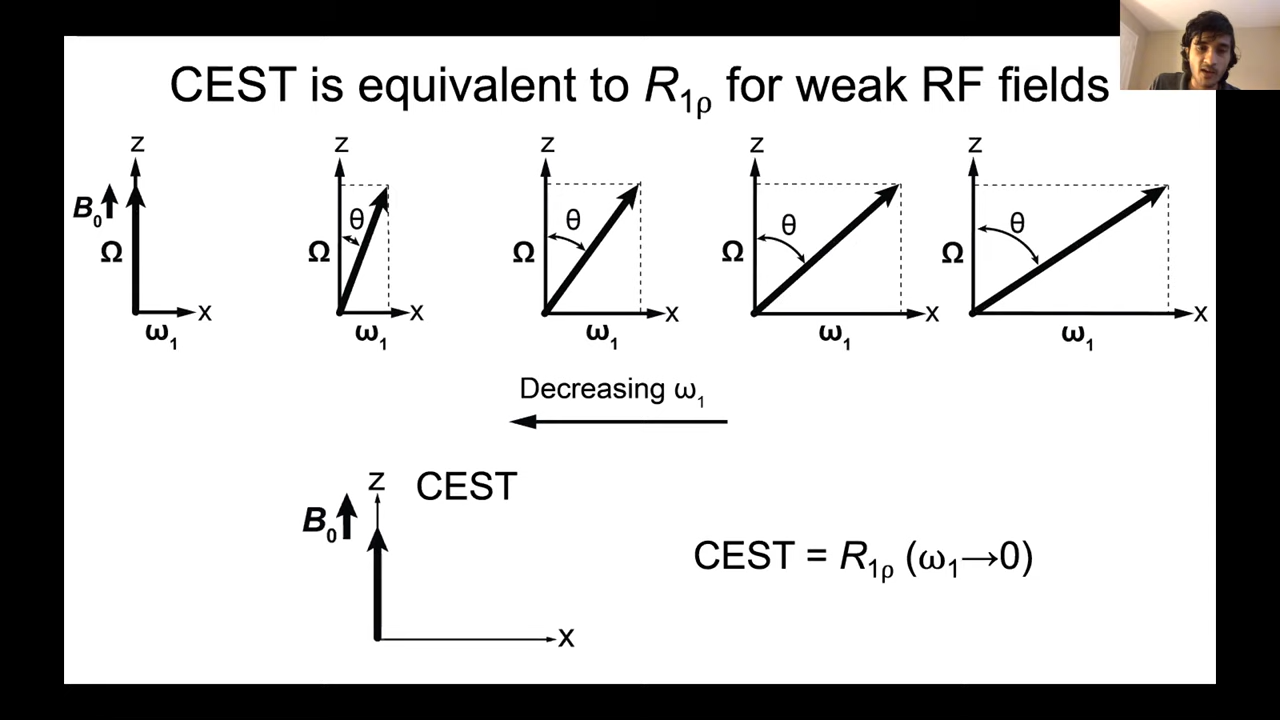 CEST is equivalent to R1ρ for weak RF fields
z z z z z
B0 Ω x ω1
θ Ω x ω1
θ Ω x ω1
θ Ω x ω1
θ Ω x ω1
Decreasing ω1
z CEST
B0
x
CEST = R1ρ (ω1→0)